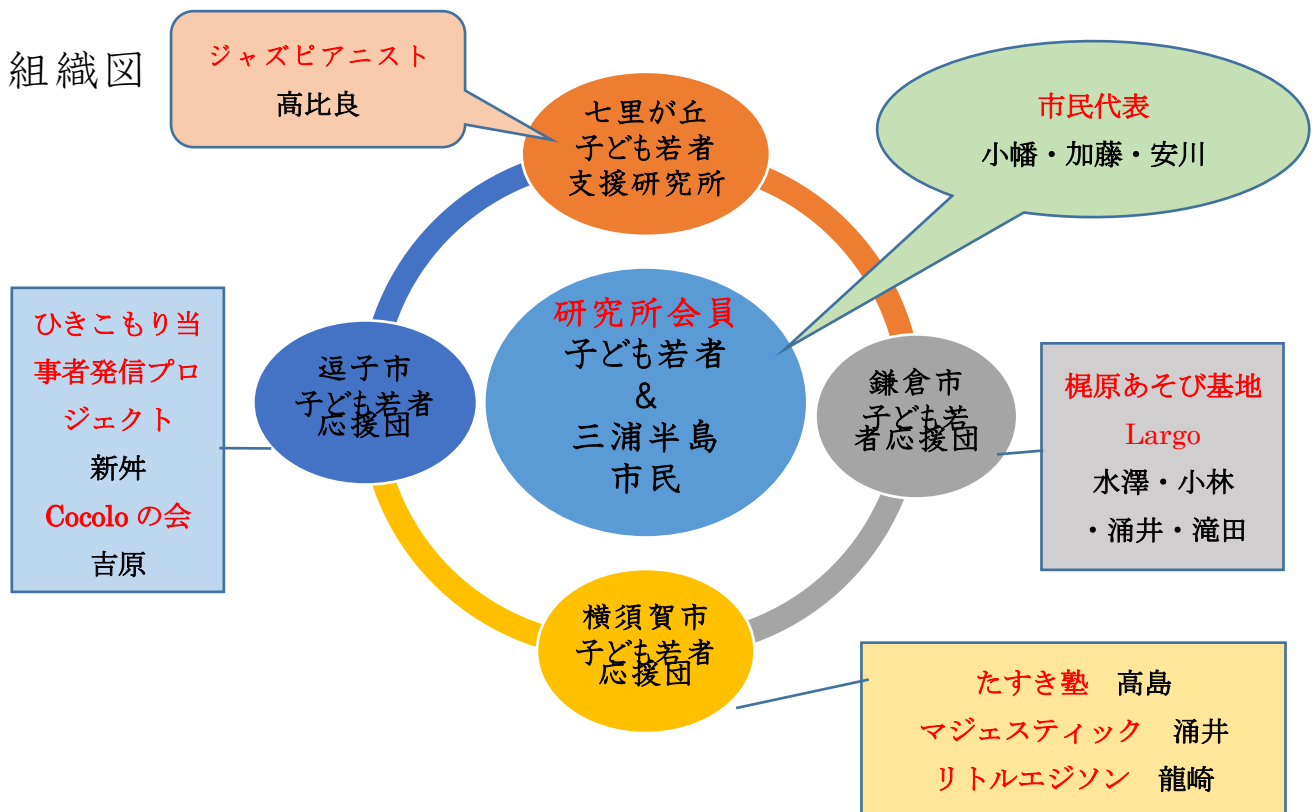 組織図
ジャズピアニスト
高比良
七里が丘
子ども若者
支援研究所
市民代表
小幡・加藤・安川
ひきこもり当
事者発信プロ
ジェクト
新舛
Cocolo の会
吉原
逗子市
子ども若者
応援団
研究所会員
子ども若者
&
三浦半島
市民
鎌倉市
子ども若
者応援団
梶原あそび基地
Largo
水澤・小林
・涌井・滝田
横須賀市
子ども若者
応援団
たすき塾　高島
マジェスティック　涌井
リトルエジソン　龍崎